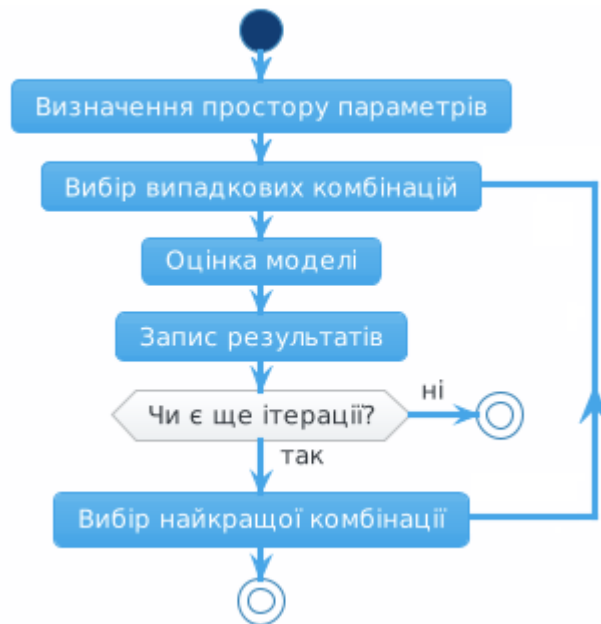 Визначення простору параметрів
Вибір випадкових комбінацій
Оцінка моделі
Запис результатів
Чи є ще ітерації?
ні
так
Вибір найкращої комбінації